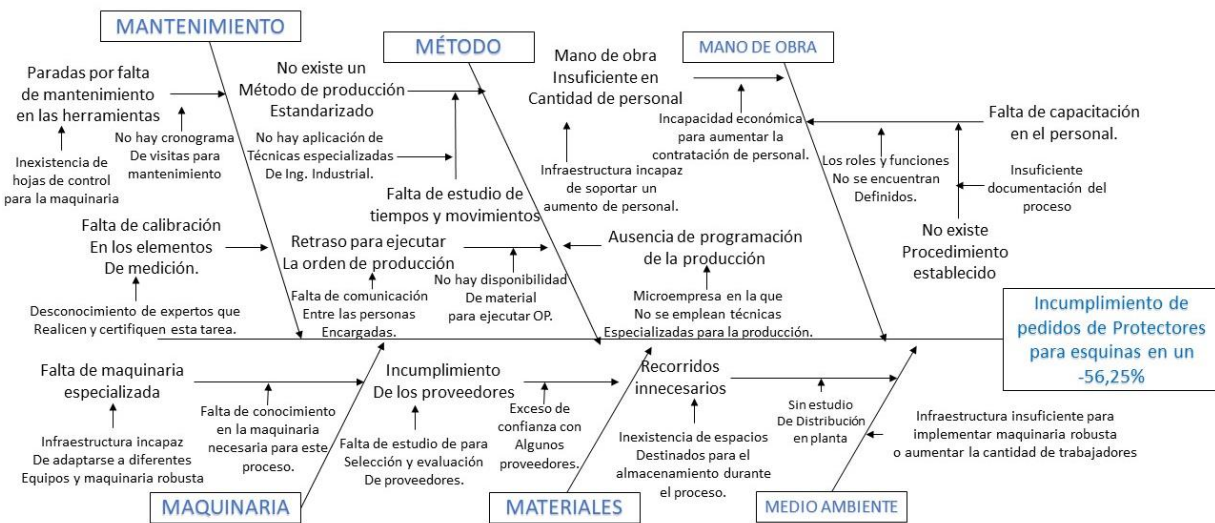 MANTENIMIENTO
MÉTODO
MANO DE OBRA
Paradas por falta
de mantenimiento
en las herramientas
No hay cronograma
De visitas para
mantenimiento
Inexistencia de
hojas de control
para la maquinaria
Falta de calibración
En los elementos
De medición.
Desconocimiento de expertos que
Realicen y certifiquen esta tarea.
No existe un
Método de producción
Estandarizado
No hay aplicación de
Técnicas especializadas
De Ing. Industrial.
Falta de estudio de
tiempos y movimientos
Retraso para ejecutar
La orden de producción
Falta de comunicación
Entre las personas
Encargadas.
No hay disponibilidad
De material
para ejecutar OP.
Ausencia de programación
de la producción
Microempresa en la que
No se emplean técnicas
Especializadas para la producción.
Mano de obra
Insuficiente en
Cantidad de personal
Infraestructura incapaz
de soportar un
aumento de personal.
Incapacidad económica
para aumentar la
contratación de personal.
Falta de capacitación
en el personal.
Los roles y funciones
No se encuentran
Definidos.
Insuficiente
documentación del
proceso
No existe
Procedimiento
establecido
Incumplimiento de
pedidos de Protectores
para esquinas en un
-56,25%
Falta de maquinaria
especializada
Infraestructura incapaz
De adaptarse a diferentes
Equipos y maquinaria robusta
Falta de conocimiento
en la maquinaria
necesaria para este
proceso.
Incumplimiento
De los proveedores
Falta de estudio de para
Selección y evaluación
De proveedores.
Exceso de
confianza con
Algunos
proveedores.
Recorridos
innecesarios
Inexistencia de espacios
Destinados para el
almacenamiento durante
el proceso.
Sin estudio
De Distribución
en planta
Infraestructura insuficiente para
implementar maquinaria robusta
o aumentar la cantidad de trabajadores
MAQUINARIA
MATERIALES
MEDIO AMBIENTE